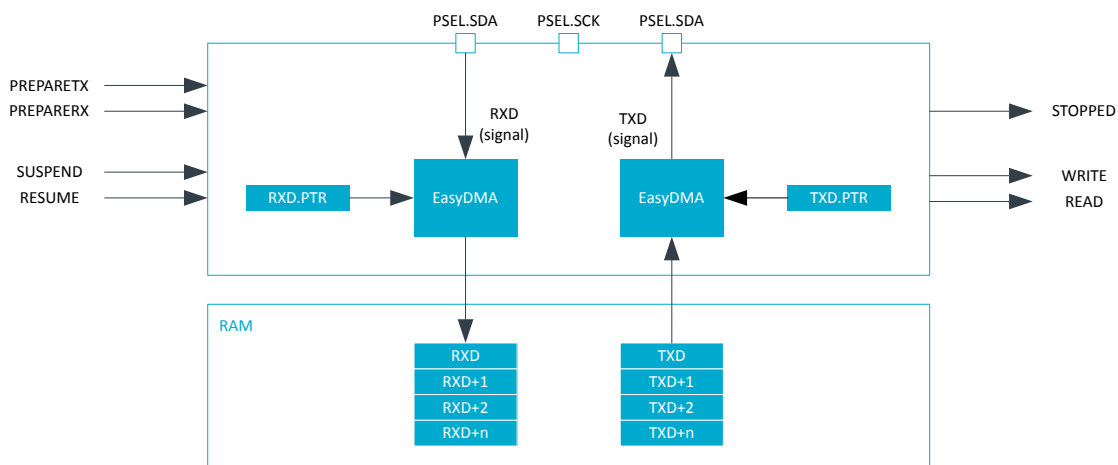 PSEL.SDA
PSEL.SCK
PSEL.SDA
PREPARETX
PREPARERX
SUSPEND
RESUME
RXD
(signal)
TXD
(signal)
STOPPED
WRITE
READ
RXD.PTR
EasyDMA
EasyDMA
TXD.PTR
RAM
RXD
RXD+1
RXD+2
RXD+n
TXD
TXD+1
TXD+2
TXD+n